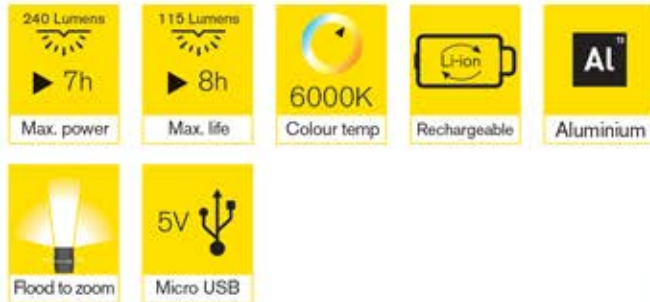 240 Lumens
7h
Max. power
115 Lumens
8h
Max. life
6000K
Colour temp
Li-ion
Rechargeable
13
Al
Aluminium
Flood to zoom
5V
Micro USB